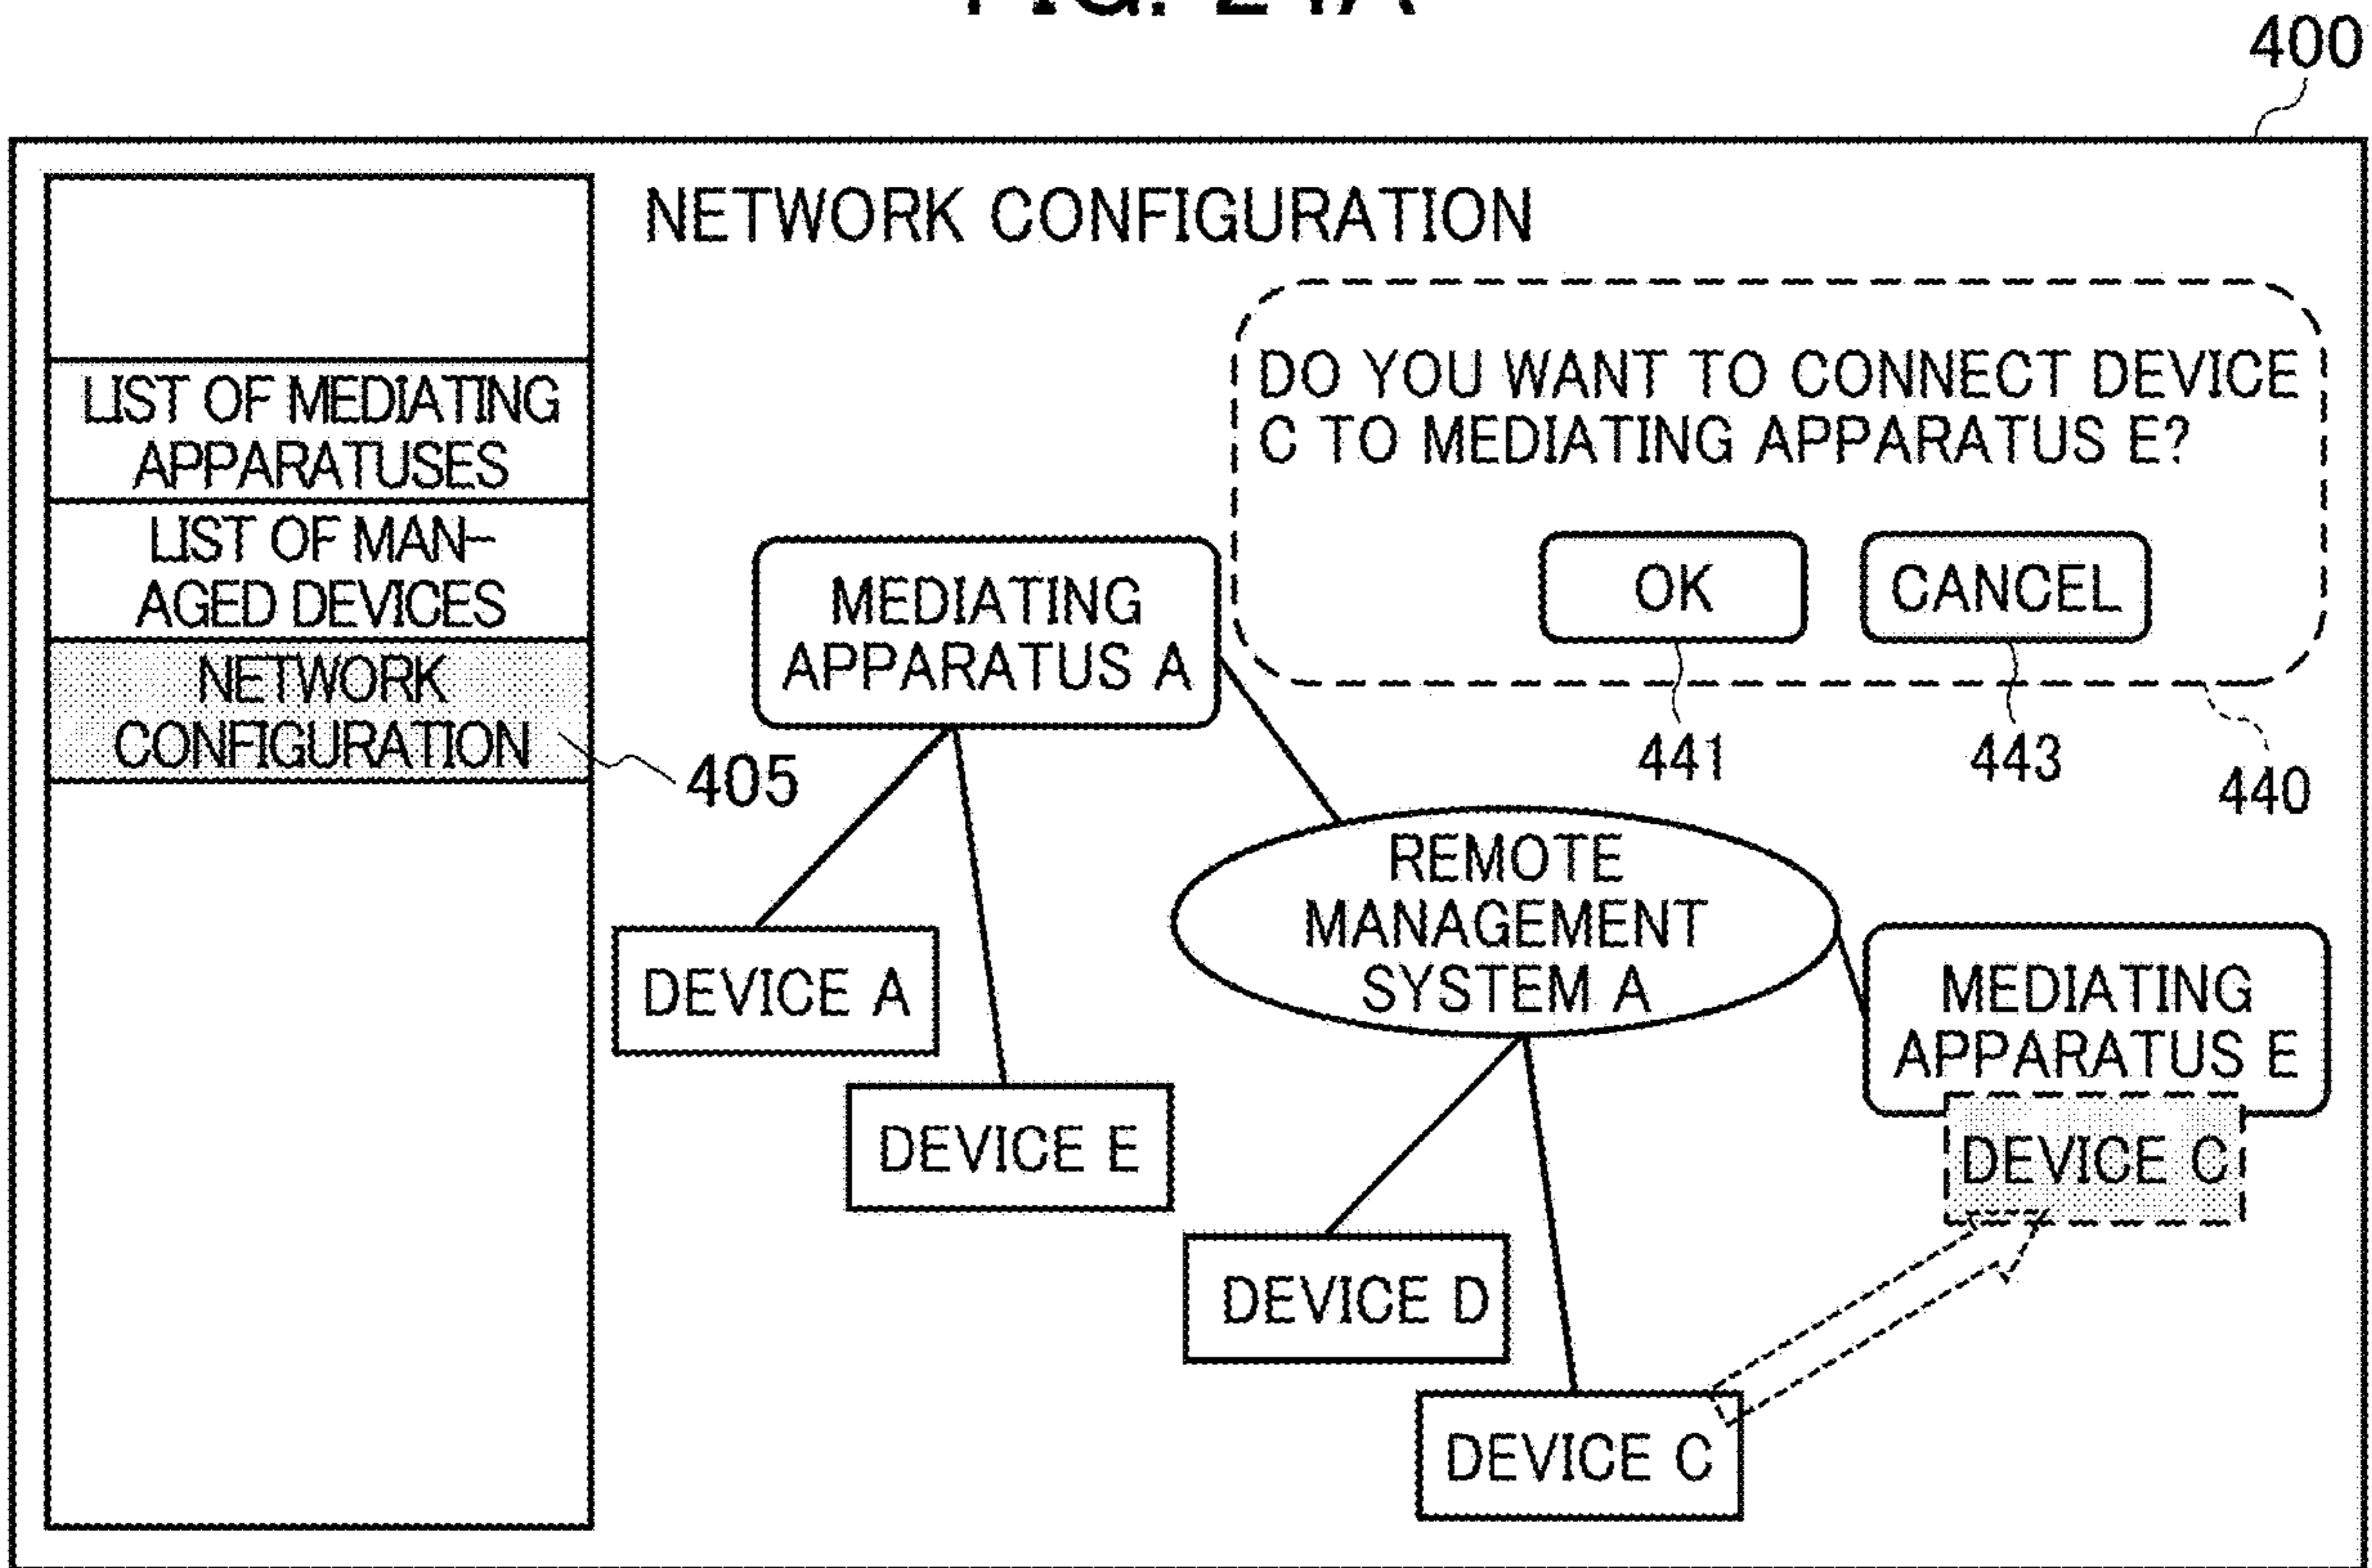 400
NETWORK CONFIGURATION
LIST OF MEDIATING
APPARATUSES
LIST OF MAN-
AGED DEVICES
NETWORK
CONFIGURATION
405
DO YOU WANT TO CONNECT DEVICE
C TO MEDIATING APPARATUS E?
OK
CANCEL
441
443
440
MEDIATING
APPARATUS A
REMOTE
MANAGEMENT
SYSTEM A
DEVICE A
DEVICE E
MEDIATING
APPARATUS E
DEVICE C
DEVICE D
DEVICE C